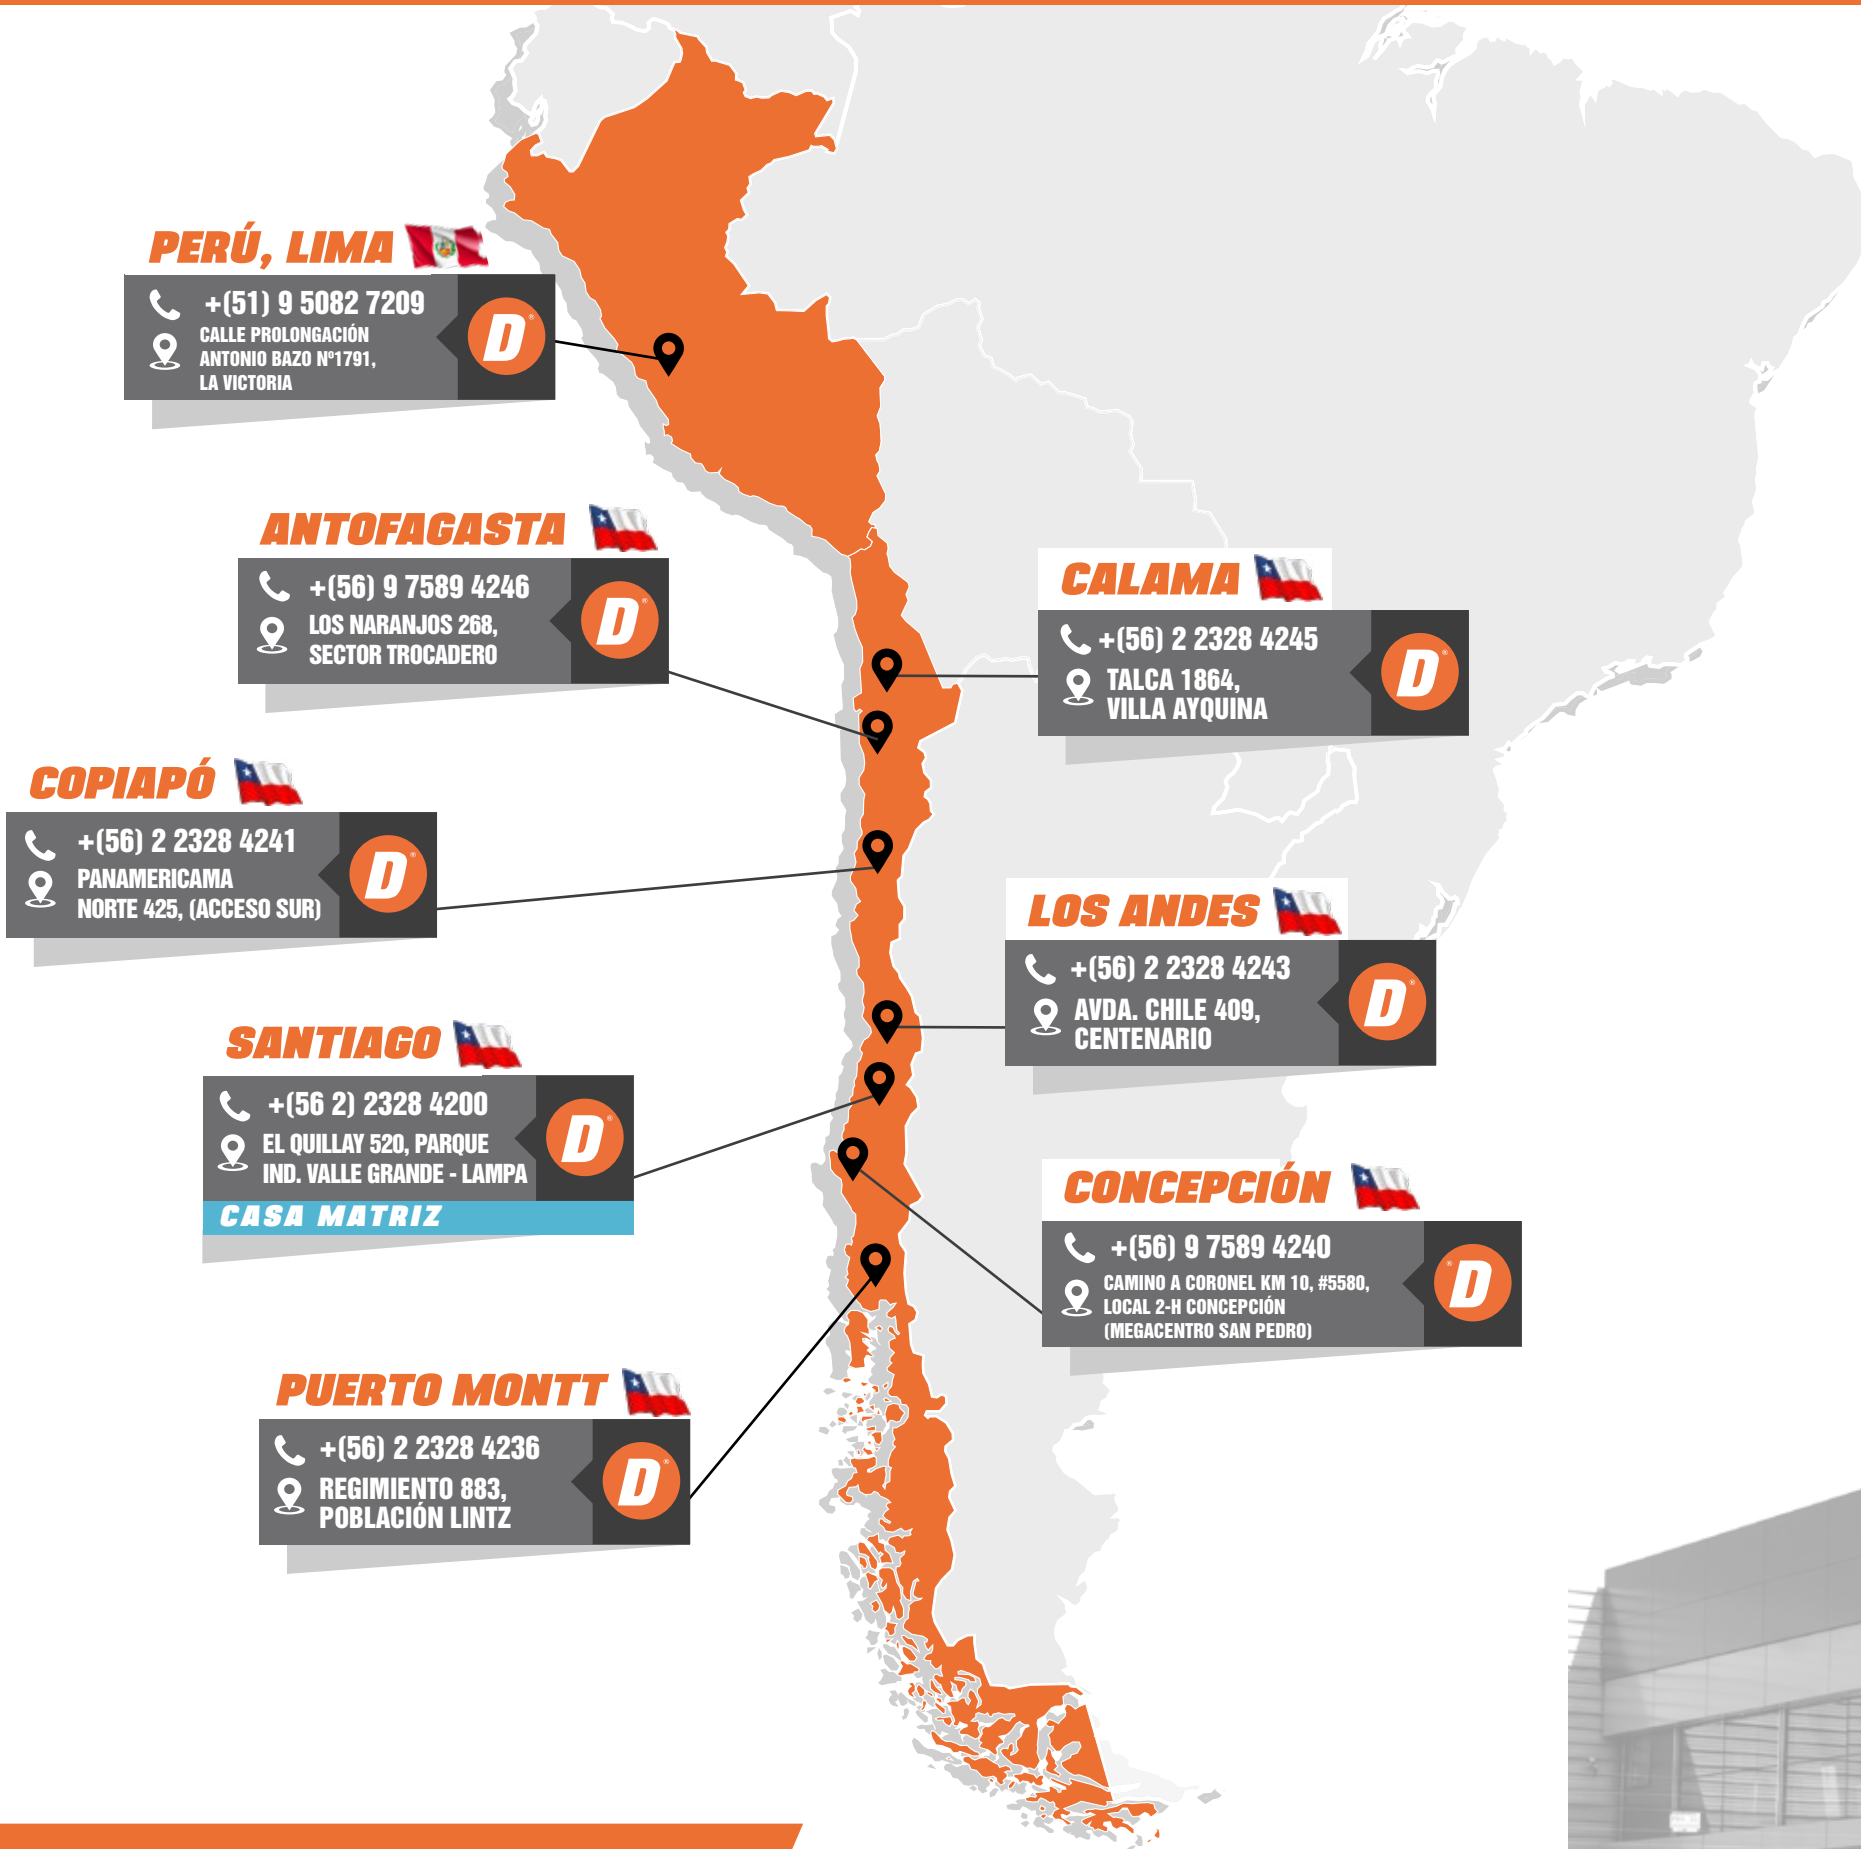 PERÚ, LIMA
+(51) 9 5082 7209
CALLE PROLONGACIÓN
ANTONIO BAZO Nº1791,
LA VICTORIA
D
ANTOFAGASTA
+(56) 9 7589 4246
LOS NARANJOS 268,
SECTOR TROCADERO
D
CALAMA
+(56) 2 2328 4245
TALCA 1864,
VILLA AYQUINA
D
COPIAPÓ
+(56) 2 2328 4241
PANAMERICAMA
NORTE 425, (ACCESO SUR)
D
LOS ANDES
+(56) 2 2328 4243
AVDA. CHILE 409,
CENTENARIO
D
SANTIAGO
+(56 2) 2328 4200
EL QUILLAY 520, PARQUE
IND. VALLE GRANDE - LAMPA
D
CASA MATRIZ
CONCEPCIÓN
+(56) 9 7589 4240
CAMINO A CORONEL KM 10, #5580,
LOCAL 2-H CONCEPCIÓN
(MEGACENTRO SAN PEDRO)
D
PUERTO MONTT
+(56) 2 2328 4236
REGIMIENTO 883,
POBLACIÓN LINTZ
D